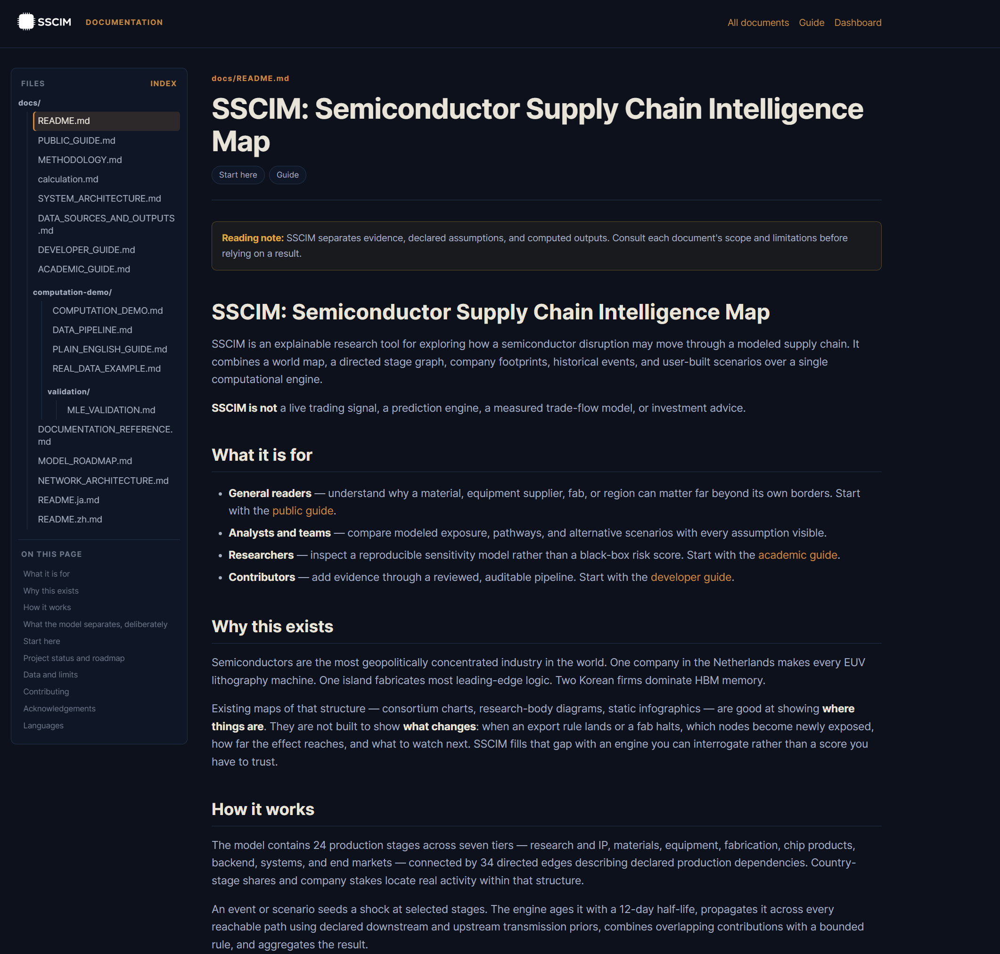 SSCIM DOCUMENTATION
All documents Guide Dashboard
FILES INDEX
docs/
README.md
PUBLIC_GUIDE.md
METHODOLOGY.md
calculation.md
SYSTEM_ARCHITECTURE.md
DATA_SOURCES_AND_OUTPUTS
.md
DEVELOPER_GUIDE.md
ACADEMIC_GUIDE.md
computation-demo/
COMPUTATION_DEMO.md
DATA_PIPELINE.md
PLAIN_ENGLISH_GUIDE.md
REAL_DATA_EXAMPLE.md
validation/
MLE_VALIDATION.md
DOCUMENTATION_REFERENCE.
md
MODEL_ROADMAP.md
NETWORK_ARCHITECTURE.md
README.ja.md
README.zh.md
ON THIS PAGE
What it is for
Why this exists
How it works
What the model separates, deliberately
Start here
Project status and roadmap
Data and limits
Contributing
Acknowledgements
Languages
docs/README.md
SSCIM: Semiconductor Supply Chain Intelligence
Map
Start here Guide
Reading note: SSCIM separates evidence, declared assumptions, and computed outputs. Consult each document's scope and limitations before
relying on a result.
SSCIM: Semiconductor Supply Chain Intelligence Map
SSCIM is an explainable research tool for exploring how a semiconductor disruption may move through a modeled supply chain. It
combines a world map, a directed stage graph, company footprints, historical events, and user-built scenarios over a single
computational engine.
SSCIM is not a live trading signal, a prediction engine, a measured trade-flow model, or investment advice.
What it is for
• General readers — understand why a material, equipment supplier, fab, or region can matter far beyond its own borders. Start
with the public guide.
• Analysts and teams — compare modeled exposure, pathways, and alternative scenarios with every assumption visible.
• Researchers — inspect a reproducible sensitivity model rather than a black-box risk score. Start with the academic guide.
• Contributors — add evidence through a reviewed, auditable pipeline. Start with the developer guide.
Why this exists
Semiconductors are the most geopolitically concentrated industry in the world. One company in the Netherlands makes every EUV
lithography machine. One island fabricates most leading-edge logic. Two Korean firms dominate HBM memory.
Existing maps of that structure — consortium charts, research-body diagrams, static infographics — are good at showing where
things are. They are not built to show what changes: when an export rule lands or a fab halts, which nodes become newly exposed,
how far the effect reaches, and what to watch next. SSCIM fills that gap with an engine you can interrogate rather than a score you
have to trust.
How it works
The model contains 24 production stages across seven tiers — research and IP, materials, equipment, fabrication, chip products,
backend, systems, and end markets — connected by 34 directed edges describing declared production dependencies. Country-
stage shares and company stakes locate real activity within that structure.
An event or scenario seeds a shock at selected stages. The engine ages it with a 12-day half-life, propagates it across every
reachable path using declared downstream and upstream transmission priors, combines overlapping contributions with a bounded
rule, and aggregates the result.